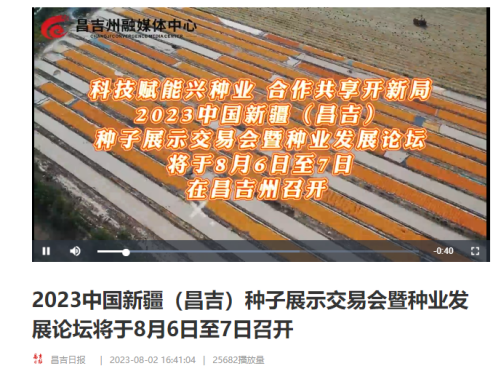 昌吉州融媒体中心
CHANGJI CONVERGENCE MEDIA CENTER
科技赋能兴种业 合作共享开新局
2023中国新疆（昌吉）
种子展示交易会暨种业发展论坛
将于8月6日至7日
在昌吉州召开
-0:40
2023中国新疆（昌吉）种子展示交易会暨种业发
展论坛将于8月6日至7日召开
昌吉日报 | 2023-08-02 16:41:04 | 25682播放量